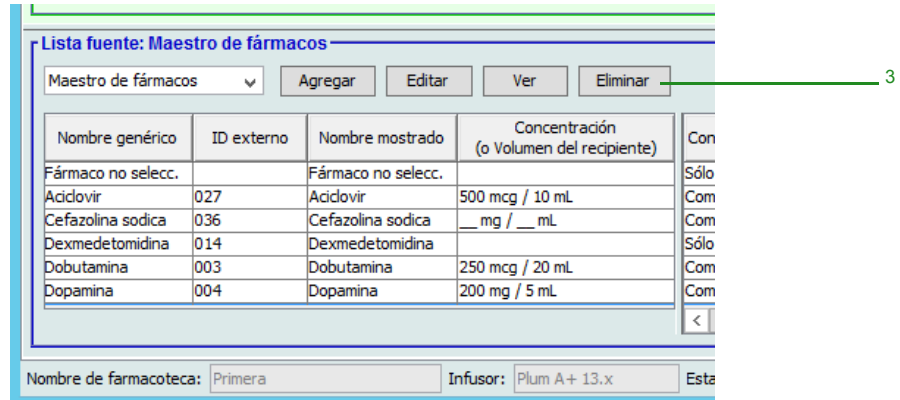 Lista fuente: Maestro de fármacos
Maestro de fármacos Agregar Editar Ver Eliminar 3
Nombre genérico ID externo Nombre mostrado Concentración (o Volumen del recipiente) Con
Fármaco no selecc. Fármaco no selecc. Sólo
Aciclovir 027 Aciclovir 500 mcg / 10 mL Com
Cefazolina sodica 036 Cefazolina sodica __ mg / __ mL Com
Dexmedetomidina 014 Dexmedetomidina Sólo
Dobutamina 003 Dobutamina 250 mcg / 20 mL Com
Dopamina 004 Dopamina 200 mg / 5 mL Com
Nombre de farmacoteca: Primera Infusor: Plum A+ 13.x Esta